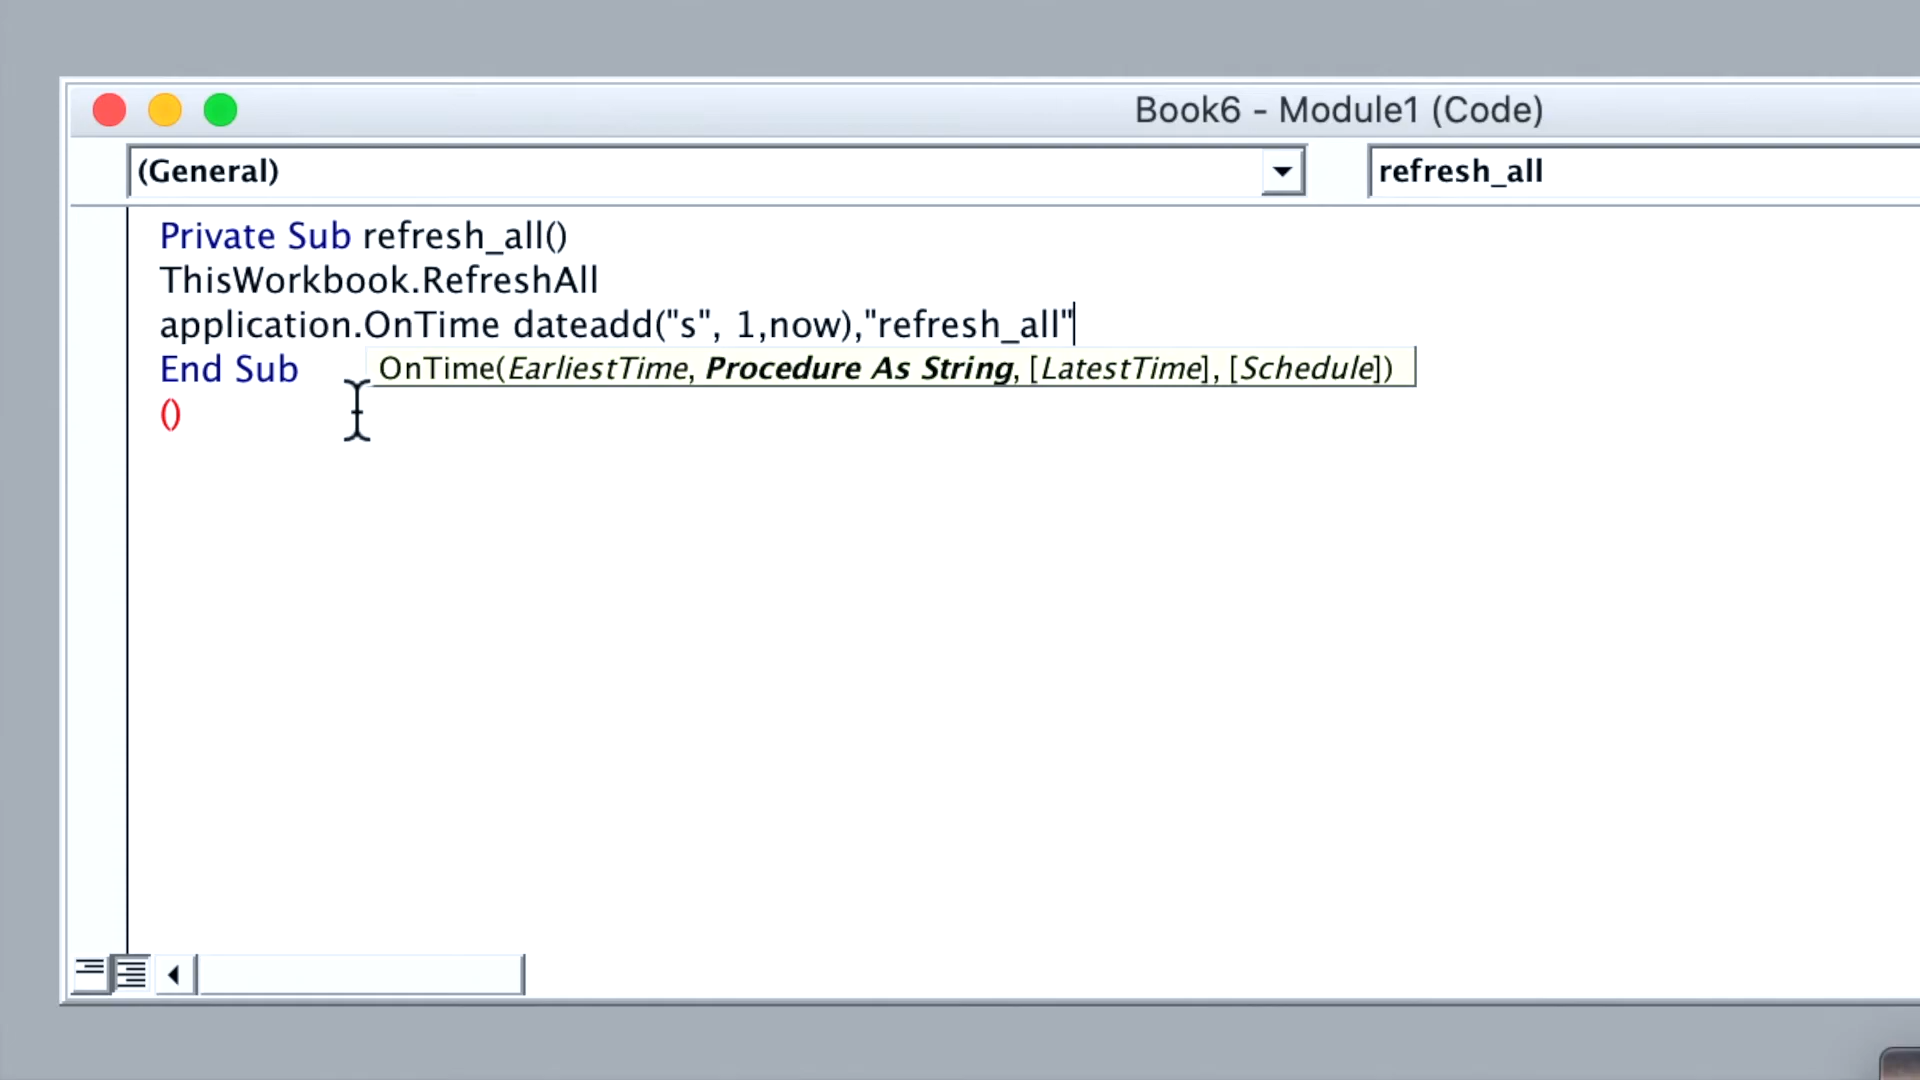 Book6 - Module1 (Code)
(General)
refresh_all
Private Sub refresh_all()
ThisWorkbook.RefreshAll
application.OnTime dateadd("s", 1,now),"refresh_all"
End Sub
OnTime(EarliestTime, Procedure As String, [LatestTime], [Schedule])
()